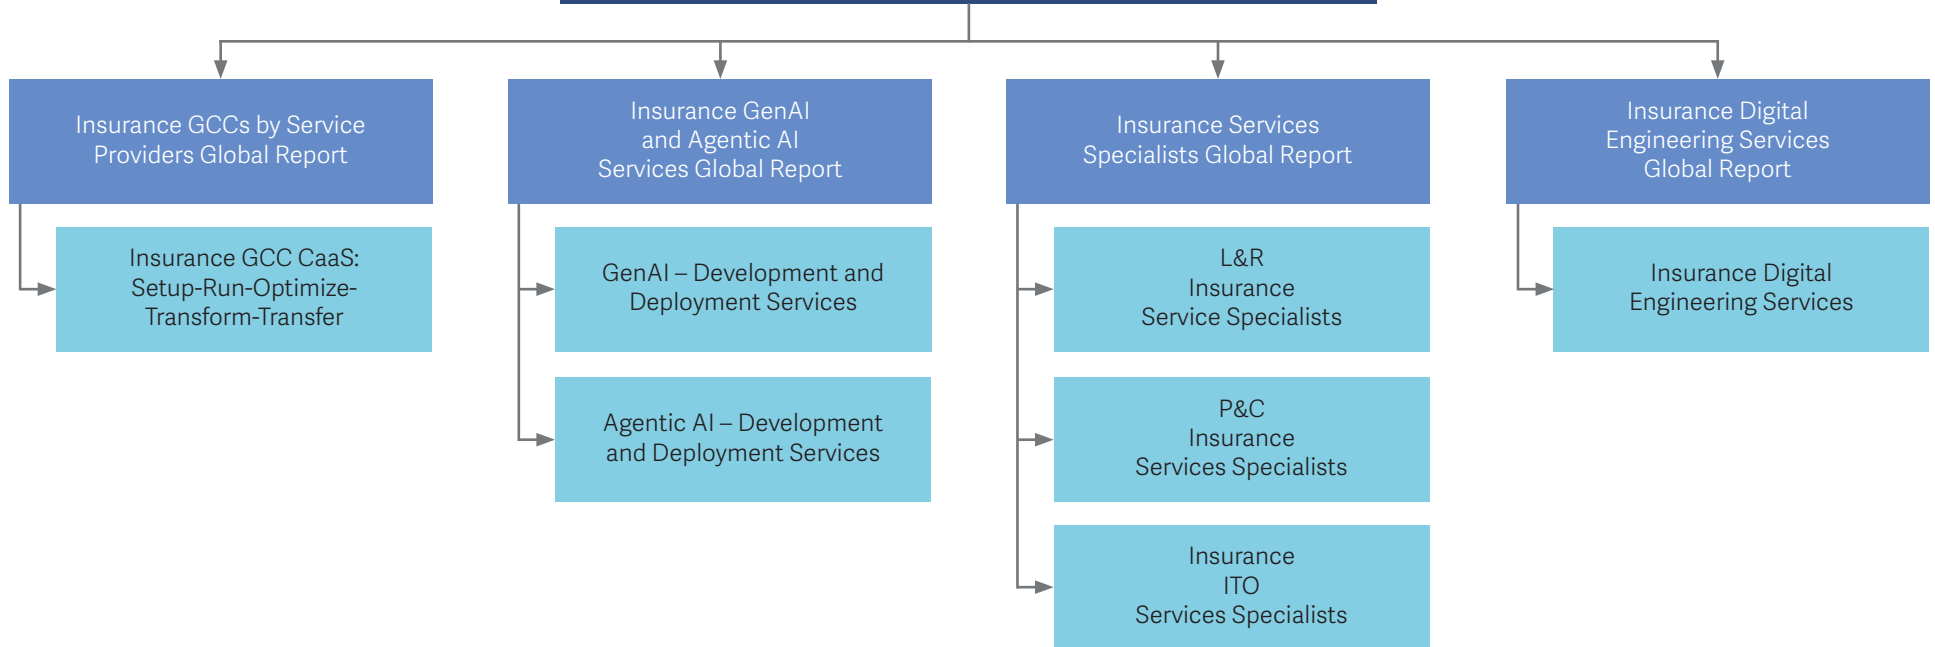 Insurance GCCs by Service
Providers Global Report
Insurance GenAI
and Agentic AI
Services Global Report
Insurance Services
Specialists Global Report
Insurance Digital
Engineering Services
Global Report
Insurance GCC CaaS:
Setup-Run-Optimize-
Transform-Transfer
GenAI – Development and
Deployment Services
L&R
Insurance
Service Specialists
Insurance Digital
Engineering Services
Agentic AI – Development
and Deployment Services
P&C
Insurance
Services Specialists
Insurance
ITO
Services Specialists